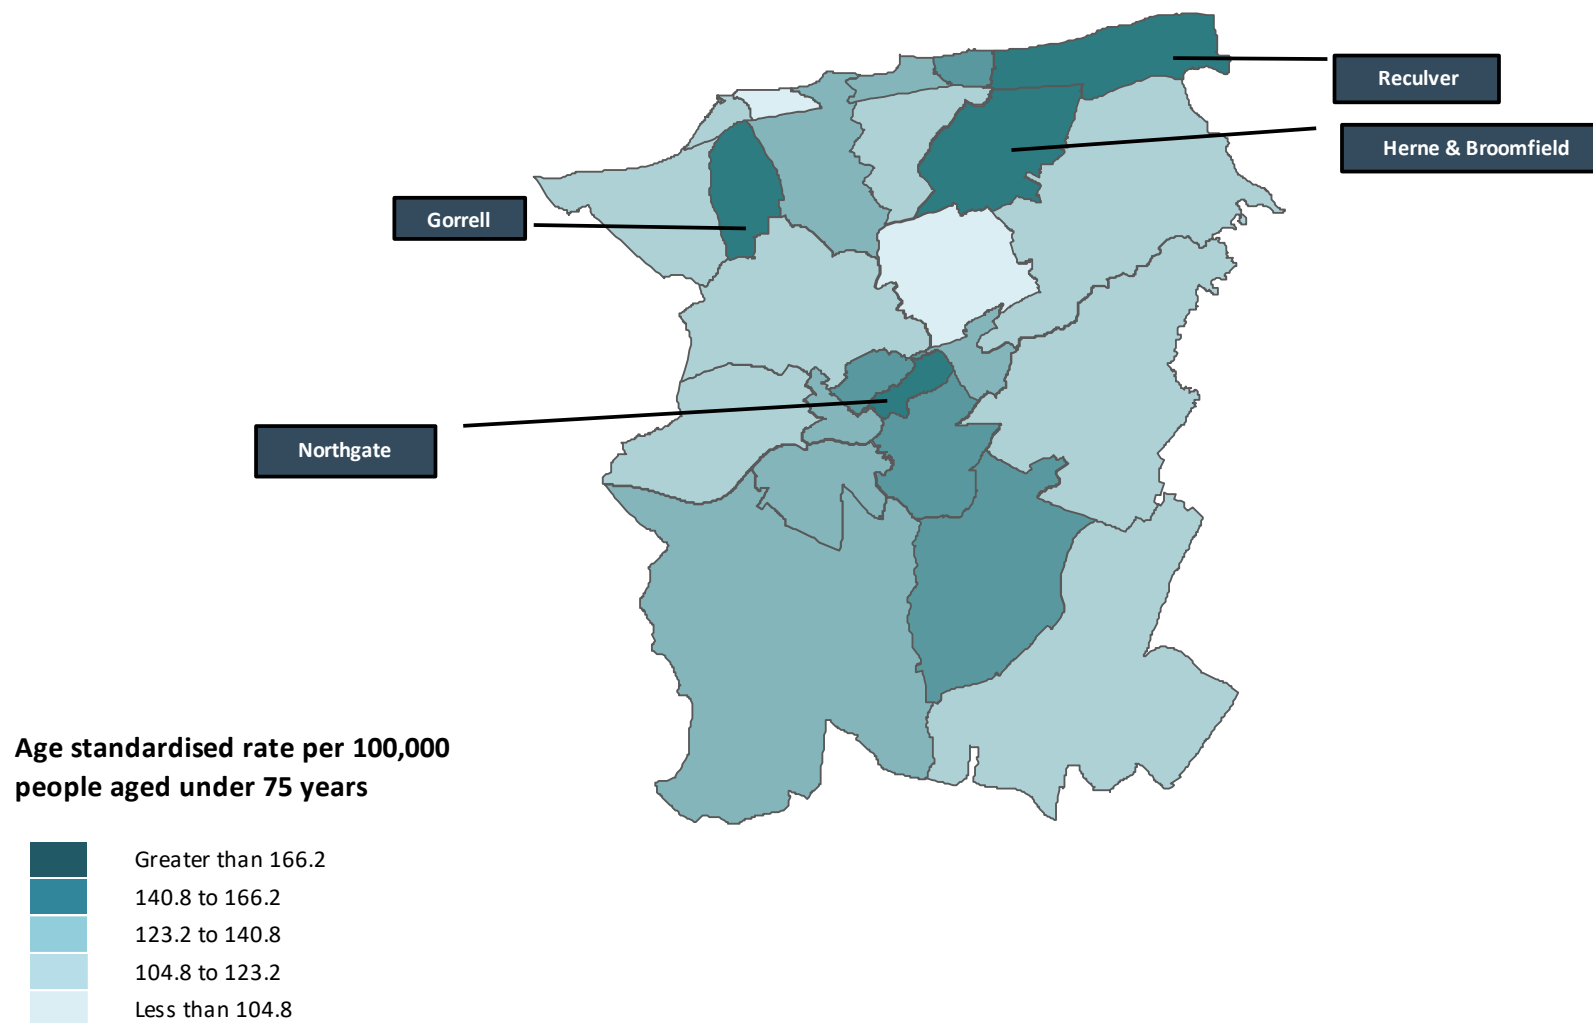 Reculver
Herne & Broomfield
Gorrell
Northgate
Age standardised rate per 100,000
people aged under 75 years
Greater than 166.2
140.8 to 166.2
123.2 to 140.8
104.8 to 123.2
Less than 104.8